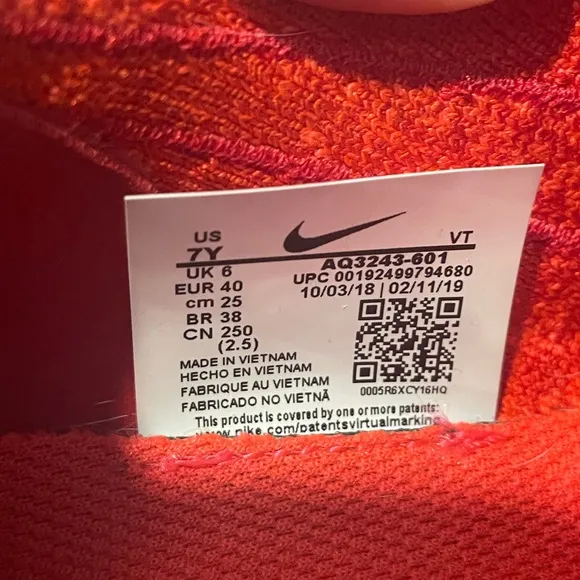 US
7Y
UK 6
EUR 40
cm 25
BR 38
CN 250
(2.5)
VT
AQ3243-601
UPC 00192499794680
10/03/18 | 02/11/19
0005R6XCY16HQ
MADE IN VIETNAM
HECHO EN VIETNAM
FABRIQUE AU VIETNAM
FABRICADO NO VIETNÃ
This product is covered by one or more patents:
www.nike.com/patentsvirtualmarking